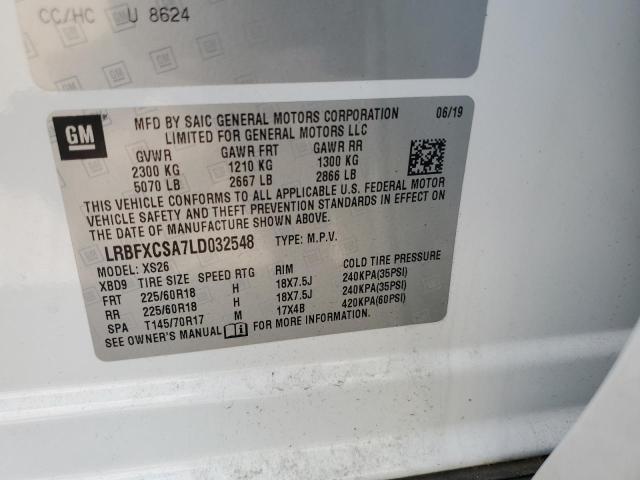 CC/HC U 8624
GM
MFD BY SAIC GENERAL MOTORS CORPORATION 06/19
LIMITED FOR GENERAL MOTORS LLC
GVWR GAWR FRT GAWR RR
2300 KG 1210 KG 1300 KG
5070 LB 2667 LB 2866 LB
THIS VEHICLE CONFORMS TO ALL APPLICABLE U.S. FEDERAL MOTOR
VEHICLE SAFETY AND THEFT PREVENTION STANDARDS IN EFFECT ON
THE DATE OF MANUFACTURE SHOWN ABOVE.
LRBFXCSA7LD032548 TYPE: M.P.V.
MODEL: XS26
XBD9 TIRE SIZE SPEED RTG RIM COLD TIRE PRESSURE
FRT 225/60R18 H 18X7.5J 240KPA(35PSI)
RR 225/60R18 H 18X7.5J 240KPA(35PSI)
SPA T145/70R17 M 17X4B 420KPA(60PSI)
SEE OWNER'S MANUAL FOR MORE INFORMATION.